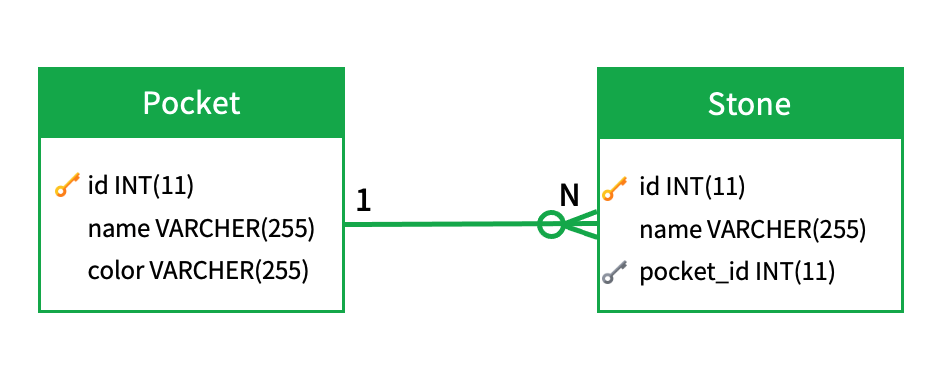 Pocket
id INT(11)
name VARCHER(255)
color VARCHER(255)
1
N
Stone
id INT(11)
name VARCHER(255)
pocket_id INT(11)